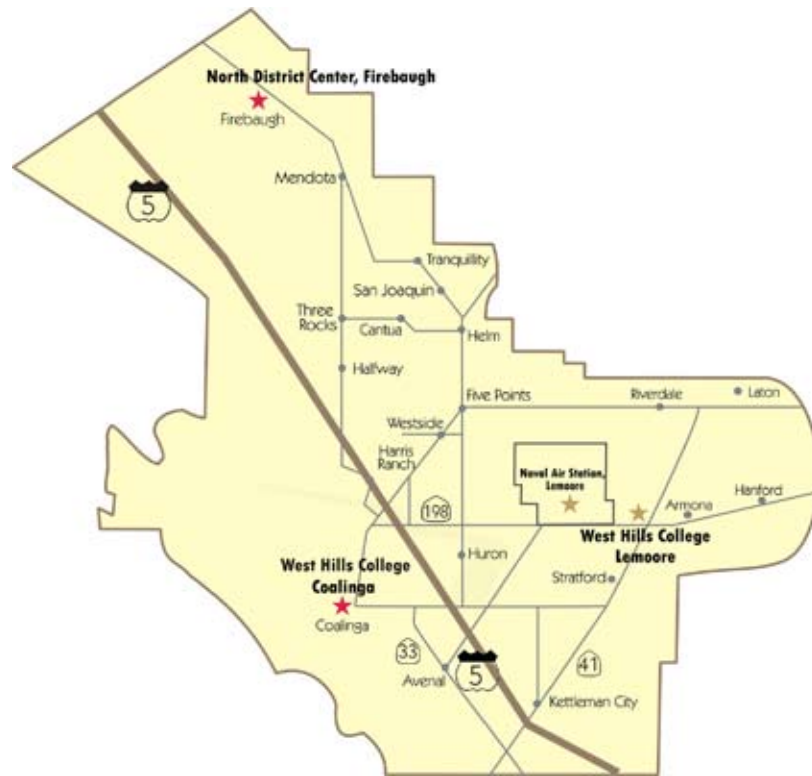 North District Center, Firebaugh
Firebaugh
Mendota
5
Tranquillity
San Joaquin
Three
Rocks
Cantua
Helm
Halfway
Five Points
Riverdale
Laton
Westside
Harris
Ranch
Naval Air Station,
Lemoore
198
Armona
Hanford
West Hills College
Lemoore
Huron
West Hills College
Coalinga
Stratford
Coalinga
33
5
41
Avenal
Kettleman City